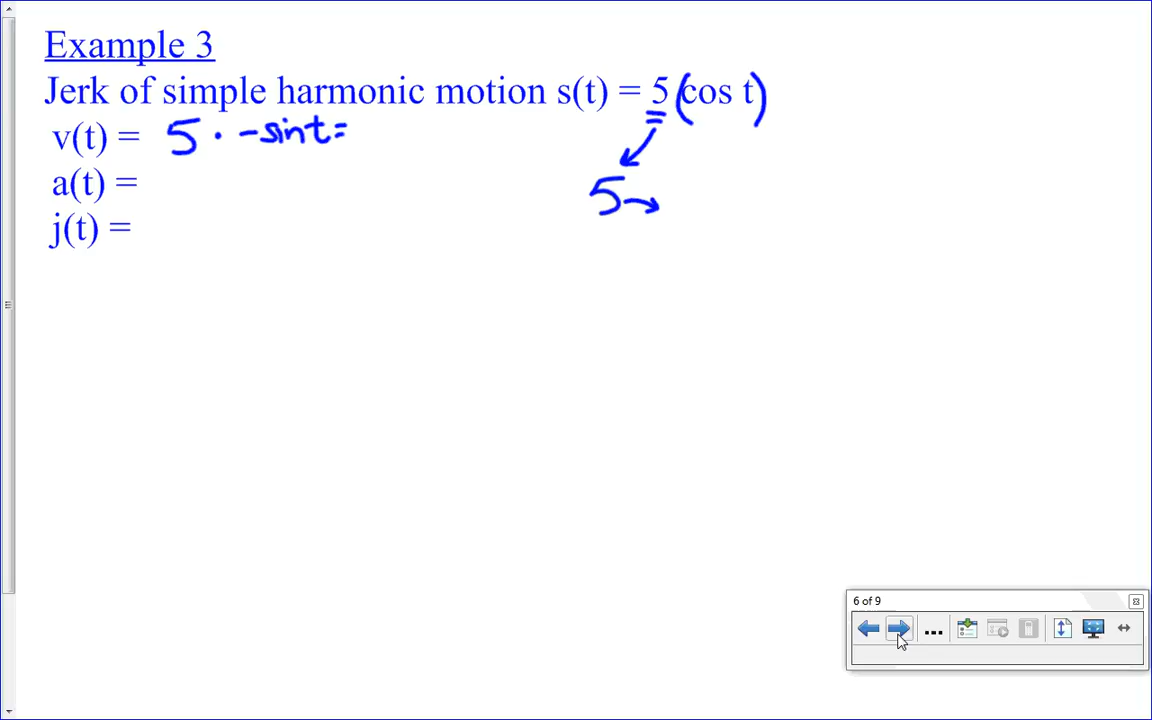 Example 3
Jerk of simple harmonic motion s(t) = 5(cos t)
v(t) = 5 · -sint=
a(t) =
5
j(t) =
6 of 9
...